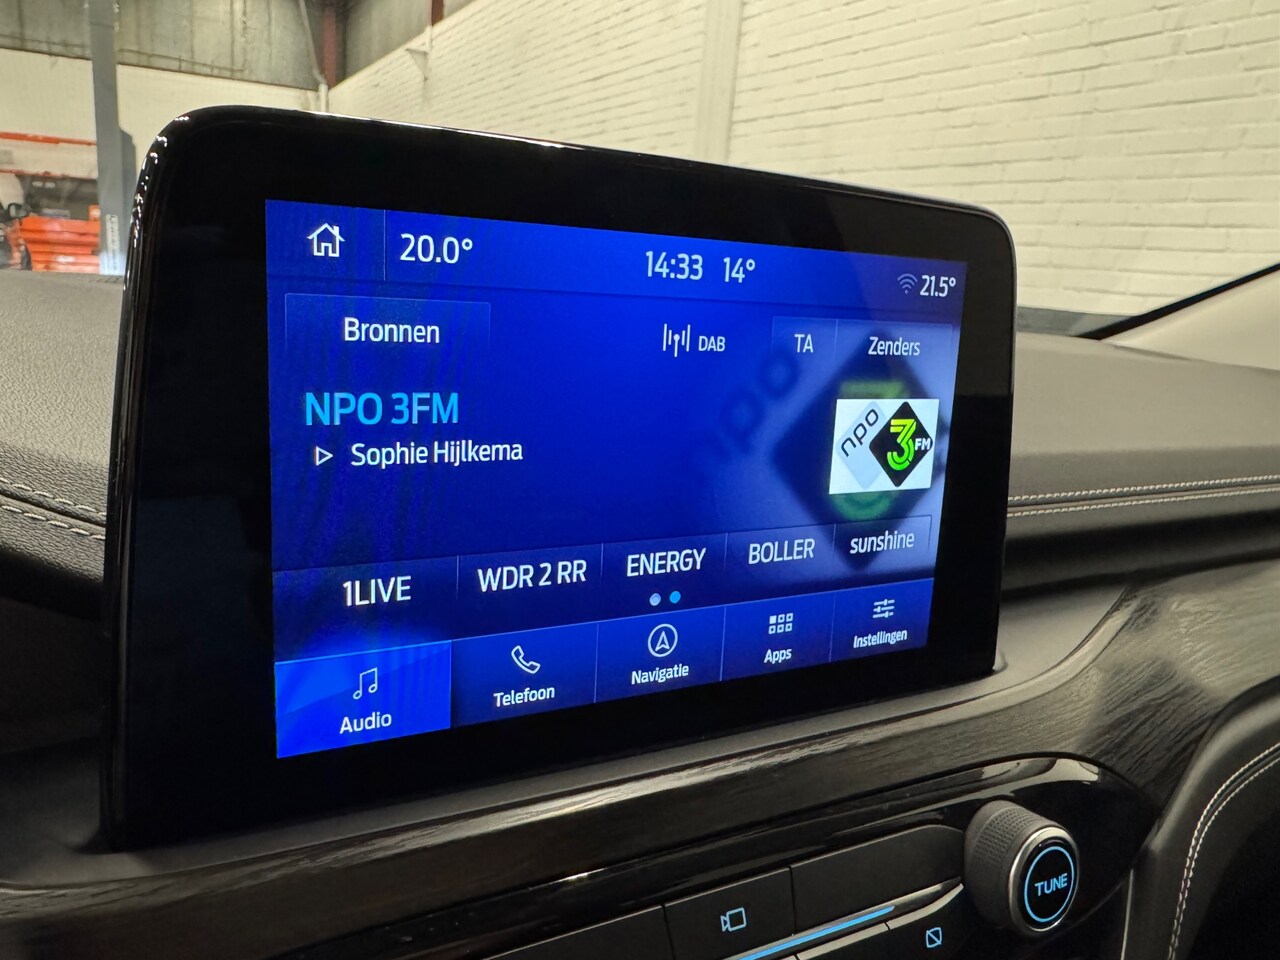 20.0°
14:33 14°
21.5°
Bronnen
DAB
TA
Zenders
NPO 3FM
Sophie Hijlkema
npo
npo
3FM
1LIVE
WDR 2 RR
ENERGY
BOLLER
sunshine
Audio
Telefoon
Navigatie
Apps
Instellingen
TUNE